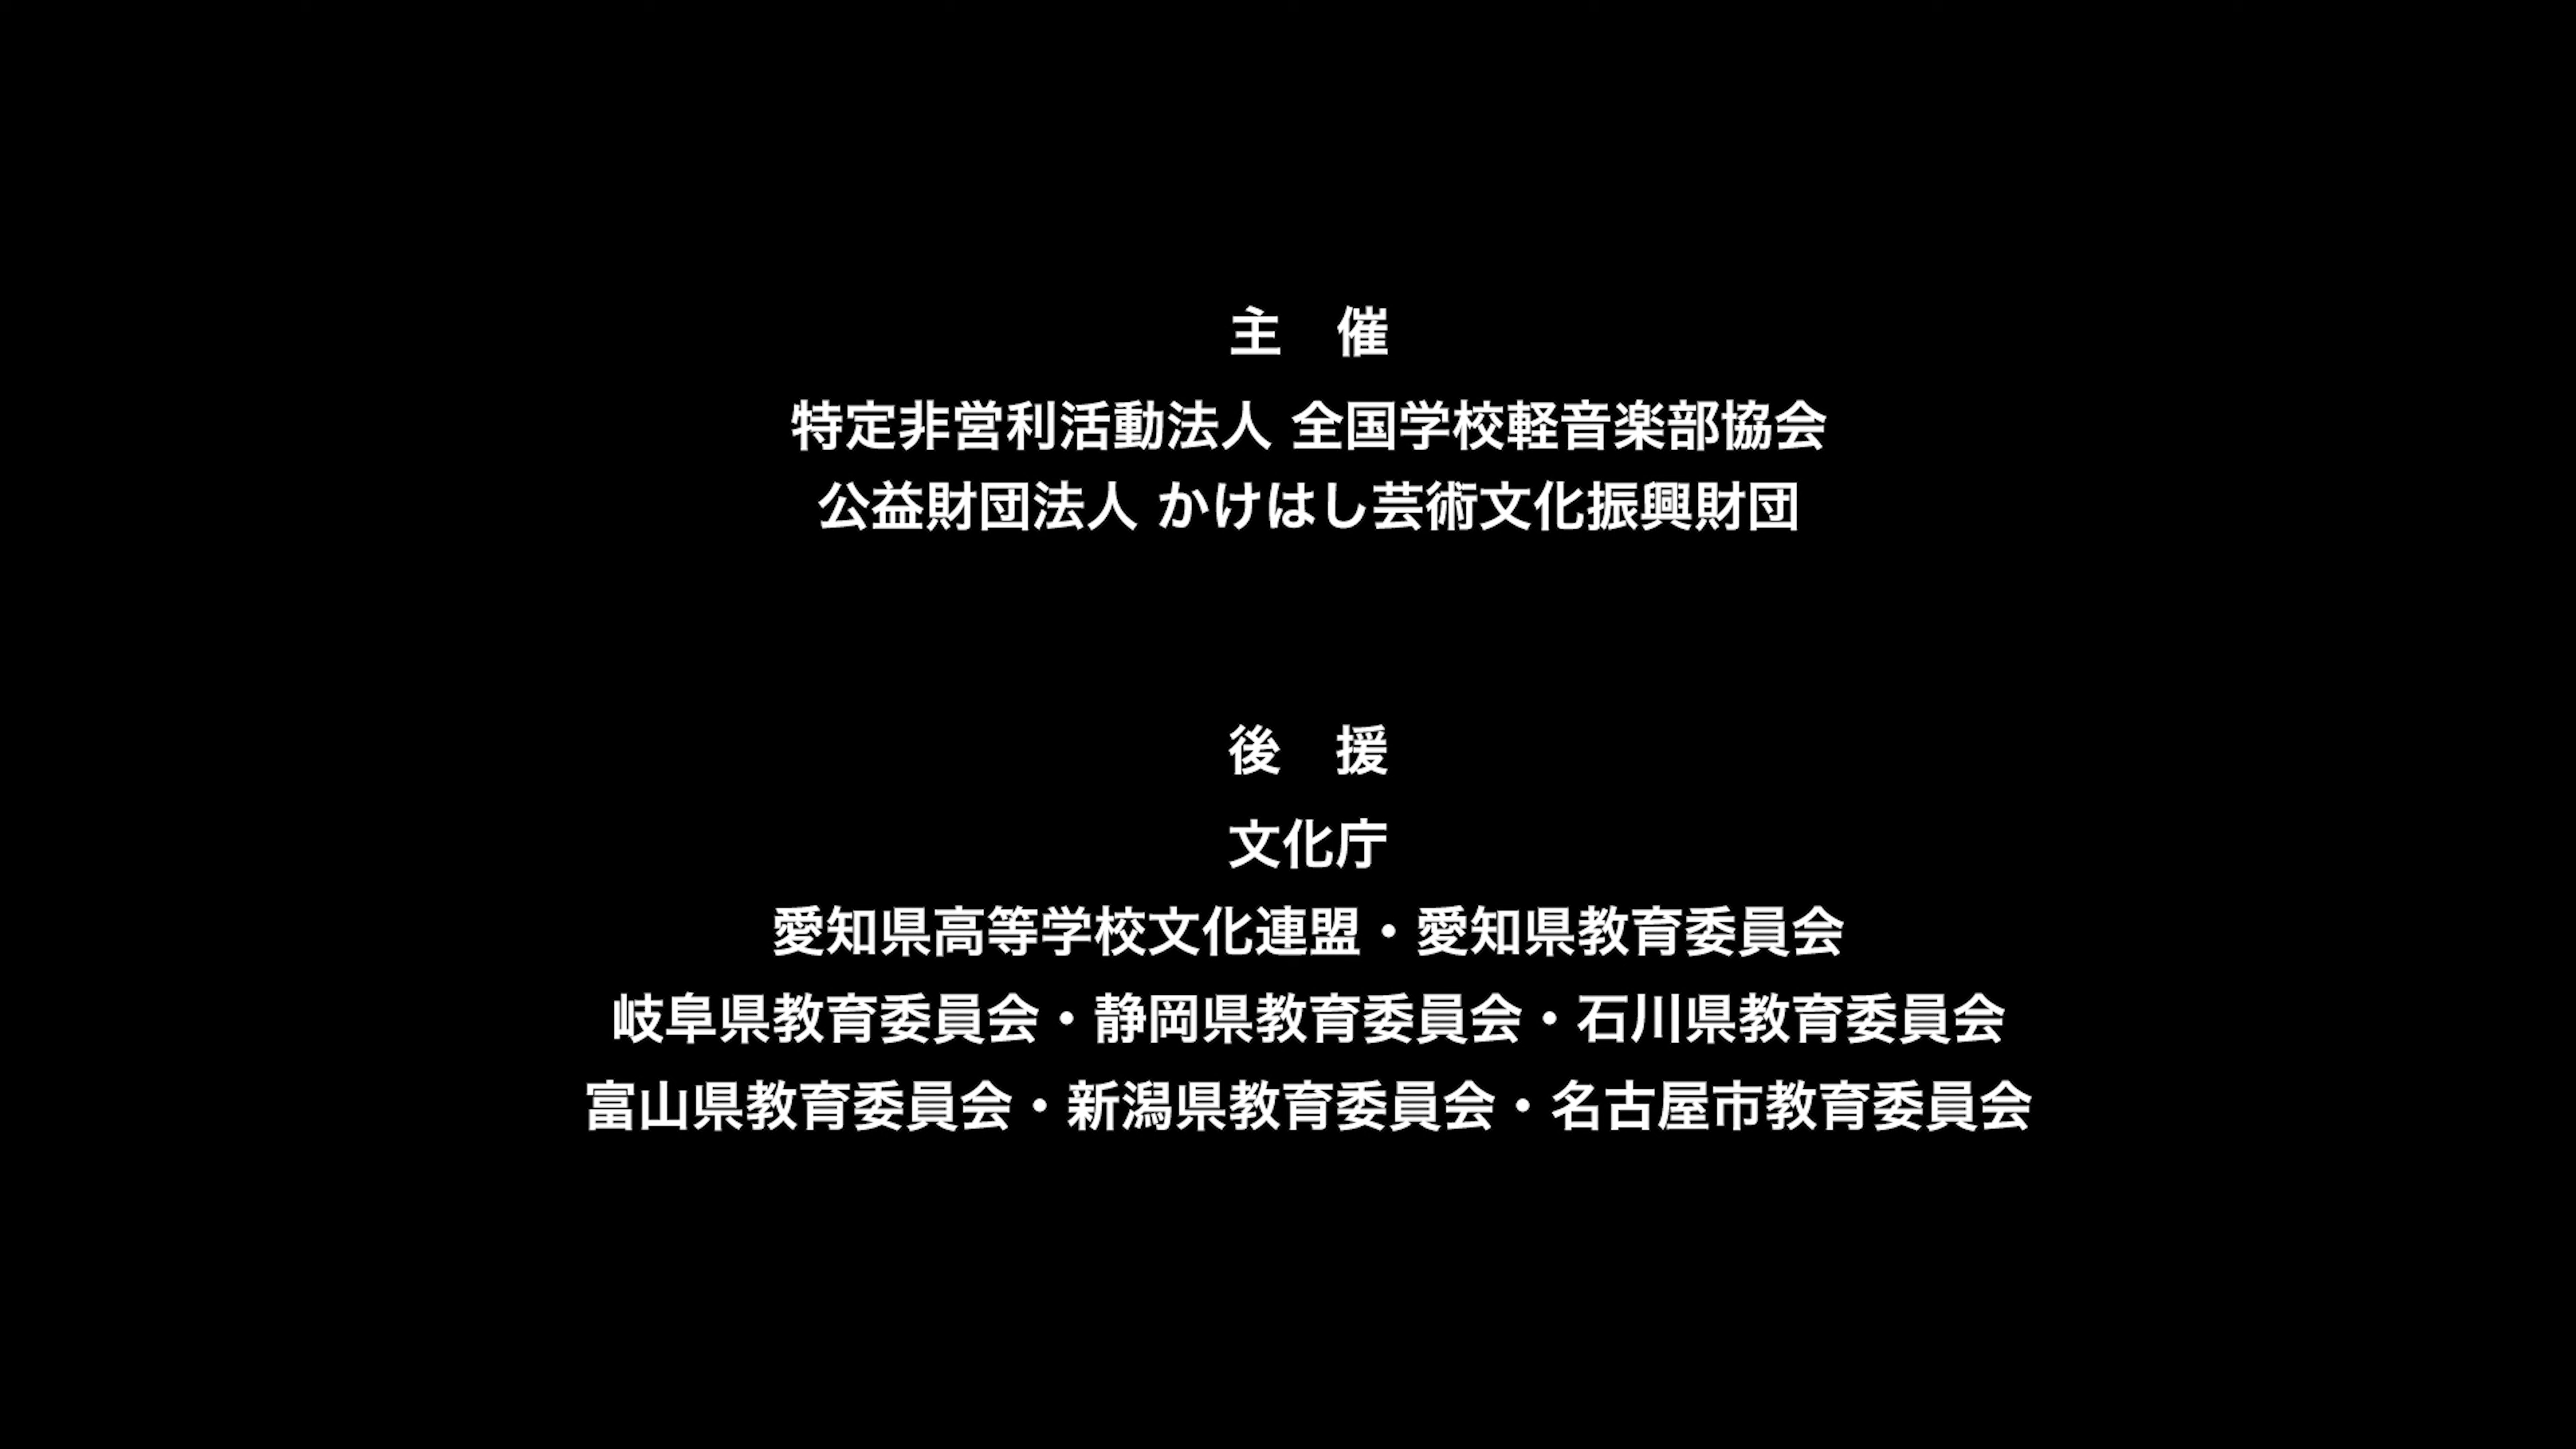 主　催
特定非営利活動法人 全国学校軽音楽部協会
公益財団法人 かけはし芸術文化振興財団
後　援
文化庁
愛知県高等学校文化連盟・愛知県教育委員会
岐阜県教育委員会・静岡県教育委員会・石川県教育委員会
富山県教育委員会・新潟県教育委員会・名古屋市教育委員会